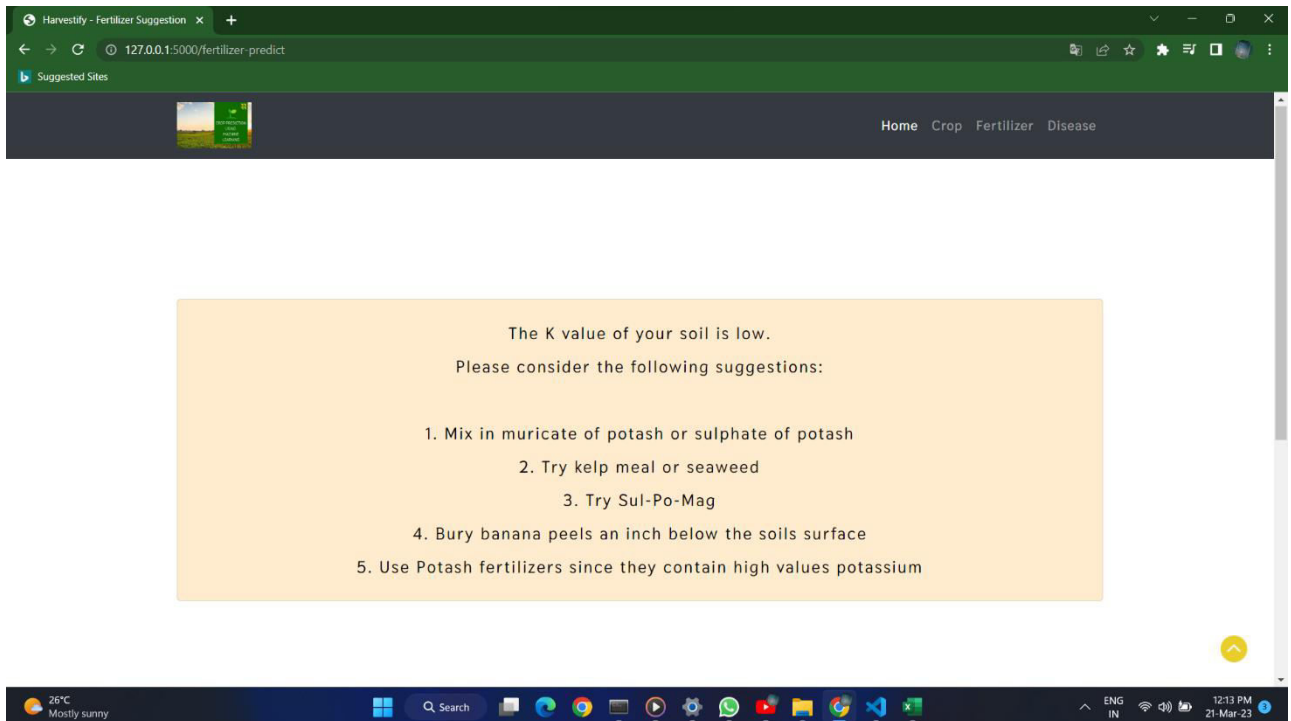 Harvestify - Fertilizer Suggestion
127.0.0.1:5000/fertilizer-predict
Suggested Sites
Home Crop Fertilizer Disease
The K value of your soil is low.
Please consider the following suggestions:
1. Mix in muricate of potash or sulphate of potash
2. Try kelp meal or seaweed
3. Try Sul-Po-Mag
4. Bury banana peels an inch below the soils surface
5. Use Potash fertilizers since they contain high values potassium
26°C
Mostly sunny
Search
ENG
IN
12:13 PM
21-Mar-23
3